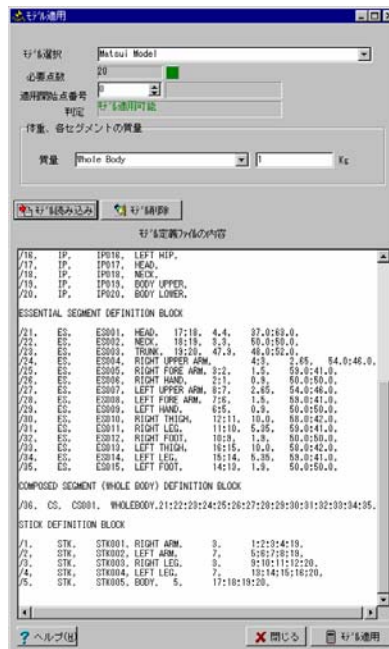 モデル適用
モデル選択 Matsui Model
必要点数 20
適用開始点番号 0
判定 モデル適用可能
体重、各セグメントの質量
質量 Whole Body 1 Kg
モデル読み込み モデル削除
モデル定義ファイルの内容
/16, IP, IP016, LEFT HIP,
/17, IP, IP017, HEAD,
/18, IP, IP018, NECK,
/19, IP, IP019, BODY UPPER,
/20, IP, IP020, BODY LOWER,
ESSENTIAL SEGMENT DEFINITION BLOCK
/21, ES, ES001, HEAD, 17:18, 4.4, 37.0:63.0,
/22, ES, ES002, NECK, 18:19, 3.3, 50.0:50.0,
/23, ES, ES003, TRUNK, 19:20, 47.9, 48.0:52.0,
/24, ES, ES004, RIGHT UPPER ARM, 4:3, 2.65, 54.0:46.0,
/25, ES, ES005, RIGHT FORE ARM, 3:2, 1.5, 59.0:41.0,
/26, ES, ES006, RIGHT HAND, 2:1, 0.9, 50.0:50.0,
/27, ES, ES007, LEFT UPPER ARM, 8:7, 2.65, 54.0:46.0,
/28, ES, ES008, LEFT FORE ARM, 7:6, 1.5, 59.0:41.0,
/29, ES, ES009, LEFT HAND, 6:5, 0.9, 50.0:50.0,
/30, ES, ES010, RIGHT THIGH, 12:11, 10.0, 58.0:42.0,
/31, ES, ES011, RIGHT LEG, 11:10, 5.35, 59.0:41.0,
/32, ES, ES012, RIGHT FOOT, 10:9, 1.9, 50.0:50.0,
/33, ES, ES013, LEFT THIGH, 16:15, 10.0, 58.0:42.0,
/34, ES, ES014, LEFT LEG, 15:14, 5.35, 59.0:41.0,
/35, ES, ES015, LEFT FOOT, 14:13, 1.9, 50.0:50.0,
COMPOSED SEGMENT (WHOLE BODY) DEFINITION BLOCK
/36, CS, CS001, WHOLEBODY,21:22:23:24:25:26:27:28:29:30:31:32:33:34:35,
STICK DEFINITION BLOCK
/1, STK, STK001, RIGHT ARM, 3, 1:2:3:4:19,
/2, STK, STK002, LEFT ARM, 7, 5:6:7:8:19,
/3, STK, STK003, RIGHT LEG, 3, 9:10:11:12:20,
/4, STK, STK004, LEFT LEG, 7, 13:14:15:16:20,
/5, STK, STK005, BODY, 5, 17:18:19:20,
ヘルプ(H) 閉じる モデル適用